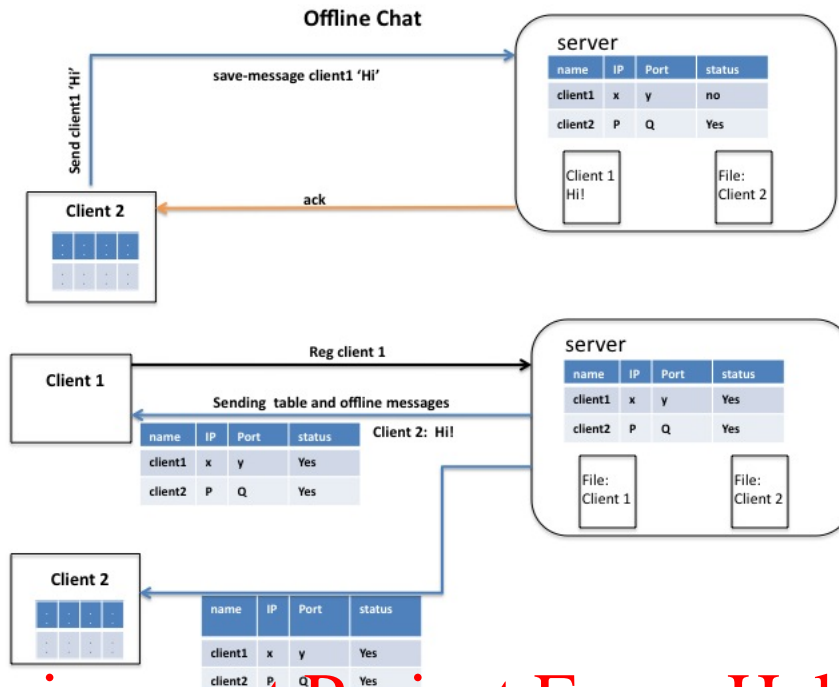 Offline Chat
Send client1 ‘Hi’
save-message client1 ‘Hi’
server
name IP Port status
client1 x y no
client2 P Q Yes
Client 1
Hi!
File:
Client 2
ack
Client 2
Reg client 1
Client 1
Sending table and offline messages
Client 2: Hi!
name IP Port status
client1 x y Yes
client2 P Q Yes
server
name IP Port status
client1 x y Yes
client2 P Q Yes
File:
Client 1
File:
Client 2
Client 2
name IP Port status
client1 x y Yes
client2 P Q Yes